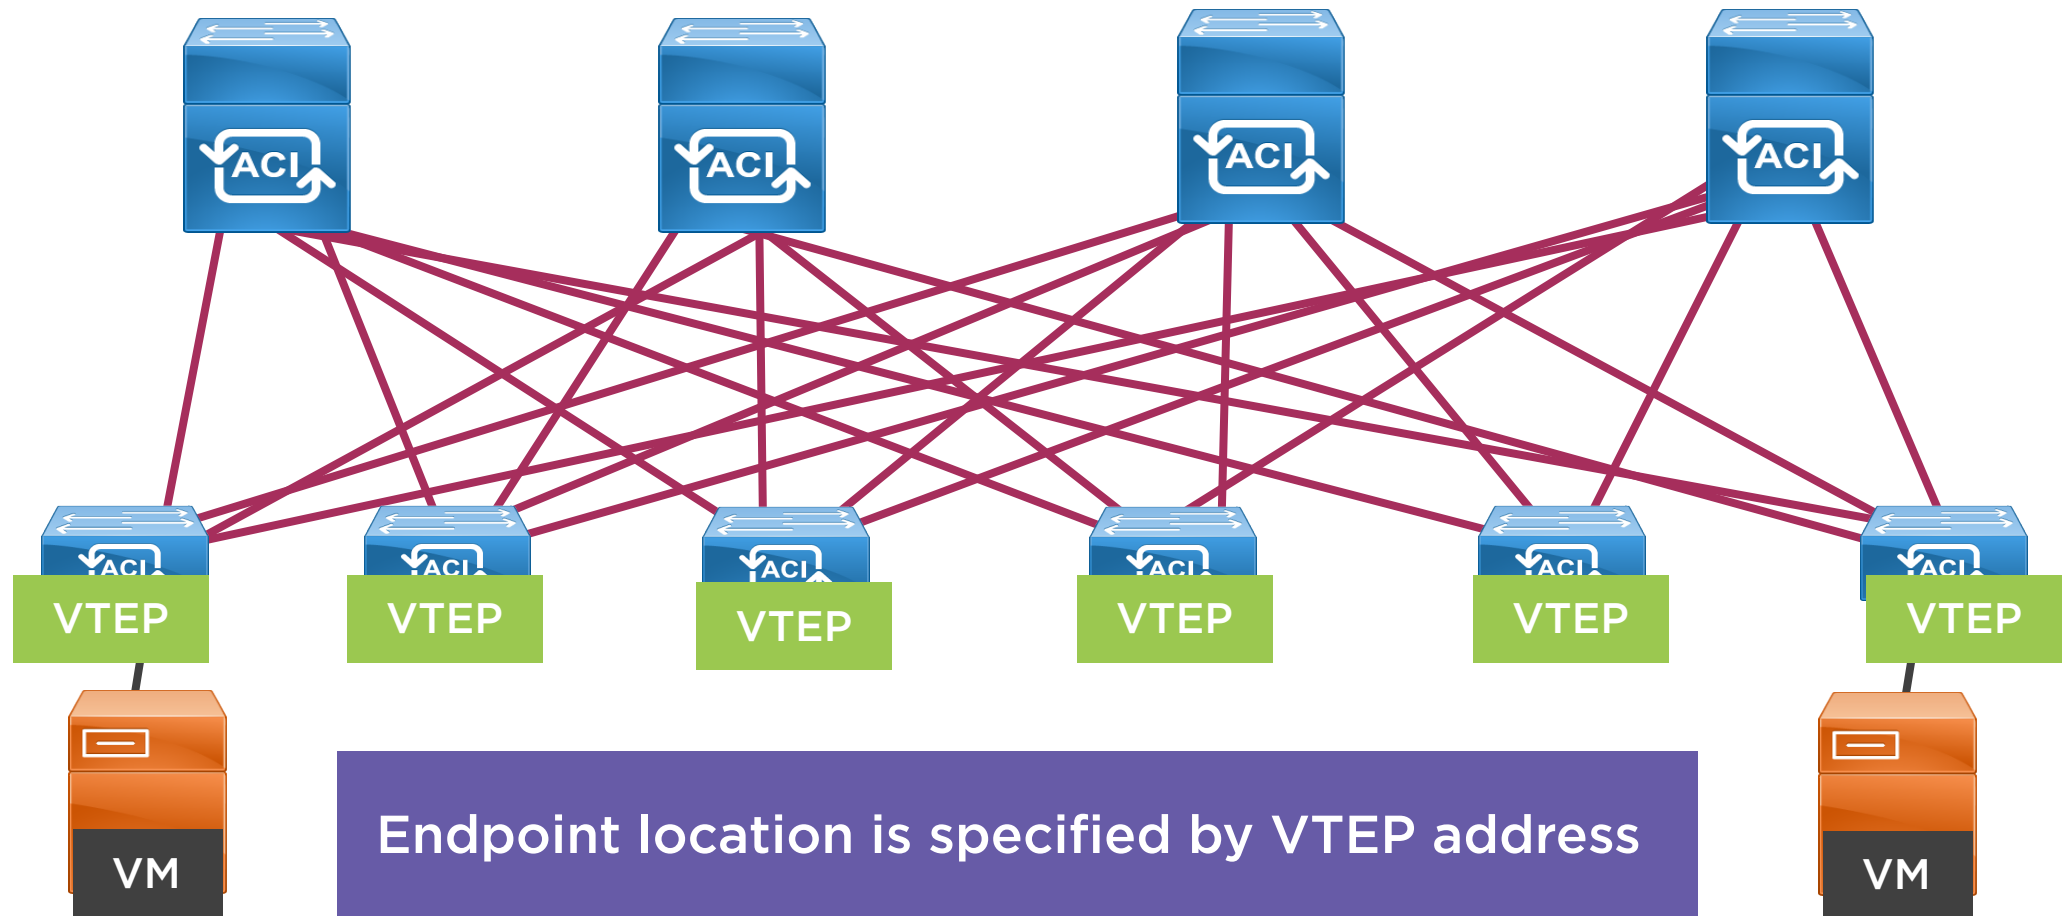 ACI
ACI
ACI
ACI
ACI
ACI
ACI
ACI
ACI
ACI
VTEP
VTEP
VTEP
VTEP
VTEP
VTEP
Endpoint location is specified by VTEP address
VM
VM